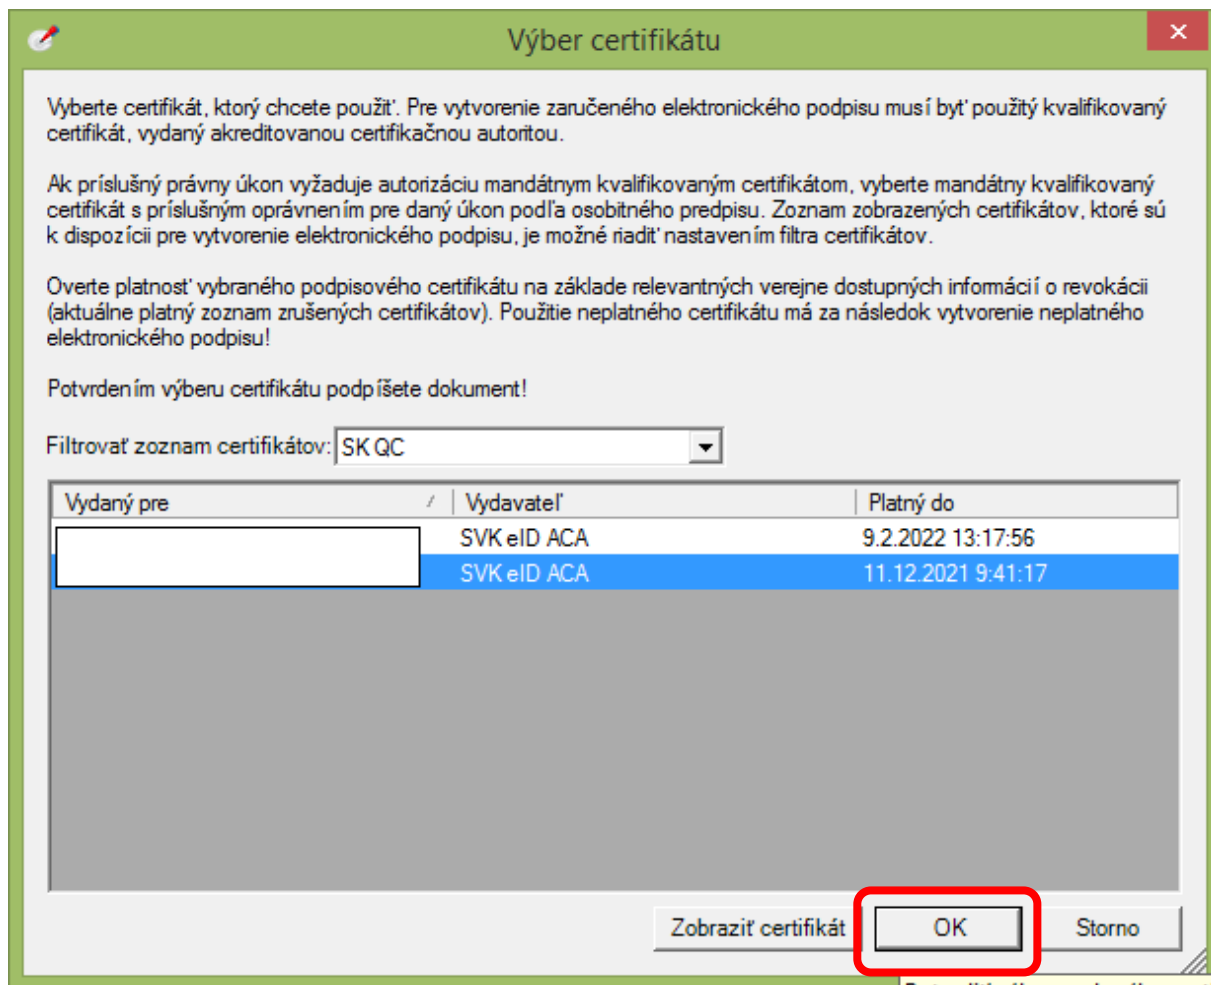 Výber certifikátu
Vyberte certifikát, ktorý chcete použiť. Pre vytvorenie zaručeného elektronického podpisu musí byť použitý kvalifikovaný
certifikát, vydaný akreditovanou certifikačnou autoritou.
Ak príslušný právny úkon vyžaduje autorizáciu mandátnym kvalifikovaným certifikátom, vyberte mandátny kvalifikovaný
certifikát s príslušným oprávnením pre daný úkon podľa osobitného predpisu. Zoznam zobrazených certifikátov, ktoré sú
k dispozícii pre vytvorenie elektronického podpisu, je možné riadiť nastavením filtra certifikátov.
Overte platnosť vybraného podpisového certifikátu na základe relevantných verejne dostupných informácií o revokácii
(aktuálne platný zoznam zrušených certifikátov). Použitie neplatného certifikátu má za následok vytvorenie neplatného
elektronického podpisu!
Potvrdením výberu certifikátu podpíšete dokument!
Filtrovať zoznam certifikátov: SK QC
Vydaný pre Vydavateľ Platný do
SVK eID ACA 9.2.2022 13:17:56
SVK eID ACA 11.12.2021 9:41:17
Zobraziť certifikát OK Storno